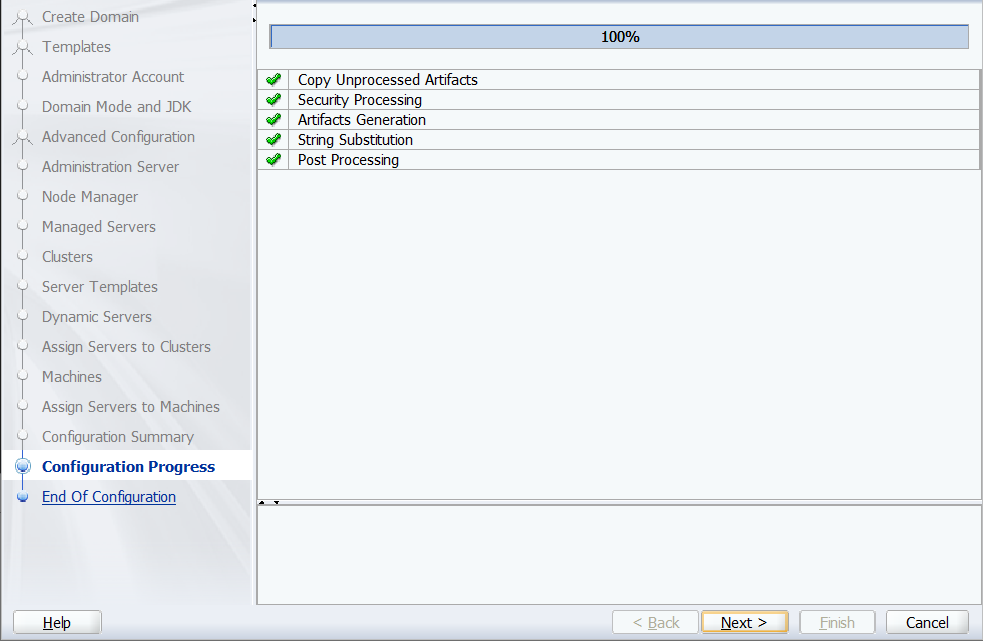 Create Domain
Templates
Administrator Account
Domain Mode and JDK
Advanced Configuration
Administration Server
Node Manager
Managed Servers
Clusters
Server Templates
Dynamic Servers
Assign Servers to Clusters
Machines
Assign Servers to Machines
Configuration Summary
Configuration Progress
End Of Configuration
100%
Copy Unprocessed Artifacts
Security Processing
Artifacts Generation
String Substitution
Post Processing
Help
< Back
Next >
Finish
Cancel